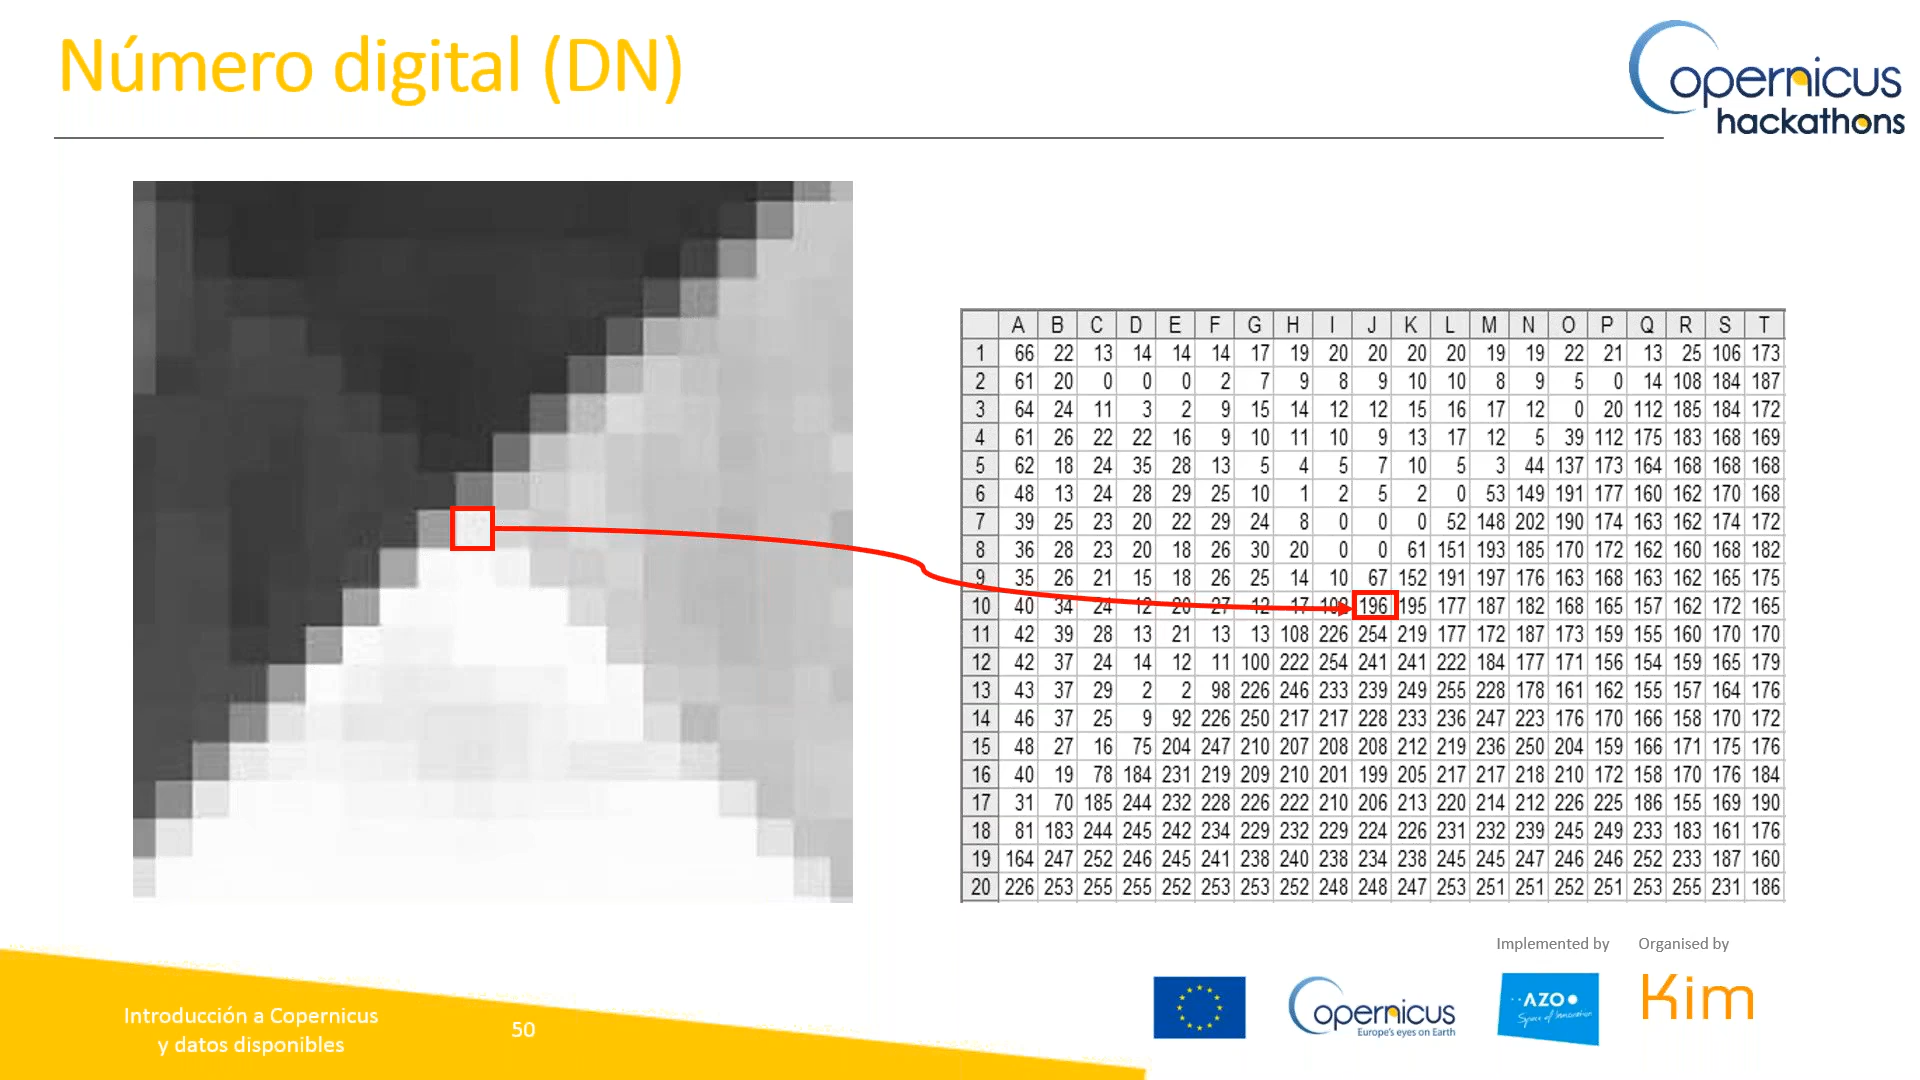 Número digital (DN)
Copernicus
hackathons
A B C D E F G H I J K L M N O P Q R S T
1 66 22 13 14 14 14 17 19 20 20 20 20 19 19 22 21 13 25 106 173
2 61 20 0 0 0 2 7 9 8 9 10 10 8 9 5 0 14 108 184 187
3 64 24 11 3 2 9 15 14 12 12 15 16 17 12 0 20 112 185 184 172
4 61 26 22 22 16 9 10 11 10 9 13 17 12 5 39 112 175 183 168 169
5 62 18 24 35 28 13 5 4 5 7 10 5 3 44 137 173 164 168 168 168
6 48 13 24 28 29 25 10 1 2 5 2 0 53 149 191 177 160 162 170 168
7 39 25 23 20 22 29 24 8 0 0 0 52 148 202 190 174 163 162 174 172
8 36 28 23 20 18 26 30 20 0 0 61 151 193 185 170 172 162 160 168 182
9 35 26 21 15 18 26 25 14 10 67 152 191 197 176 163 168 163 162 165 175
10 40 34 24 12 20 27 12 17 196 195 177 187 182 168 165 157 162 172 165
11 42 39 28 13 21 13 13 108 226 254 219 177 172 187 173 159 155 160 170 170
12 42 37 24 14 12 11 100 222 254 241 241 222 184 177 171 156 154 159 165 179
13 43 37 29 2 2 98 226 246 233 239 249 255 228 178 161 162 155 157 164 176
14 46 37 25 9 92 226 250 217 217 228 233 236 247 223 176 170 166 158 170 172
15 48 27 16 75 204 247 210 207 208 208 212 219 236 250 204 159 166 171 175 176
16 40 19 78 184 231 219 209 210 201 199 205 217 217 218 210 172 158 170 176 184
17 31 70 185 244 232 228 226 222 210 206 213 220 214 212 226 225 186 155 169 190
18 81 183 244 245 242 234 229 232 229 224 226 231 232 239 245 249 233 183 161 176
19 164 247 252 246 245 241 238 240 238 234 238 245 245 247 246 246 252 233 187 160
20 226 253 255 255 252 253 253 252 248 248 247 253 251 251 252 251 253 255 231 186
Implemented by
Organised by
Introducción a Copernicus
y datos disponibles
50
Copernicus
Europe's eyes on Earth
AZO
Space of Innovation
Kim